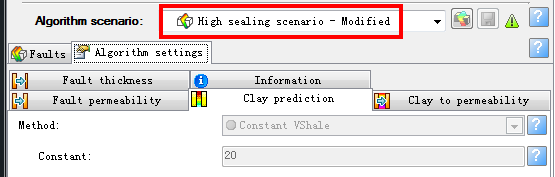 Algorithm scenario: High sealing scenario - Modified
Faults Algorithm settings
Fault thickness Information
Fault permeability Clay prediction Clay to permeability
Method: Constant VShale
Constant: 20